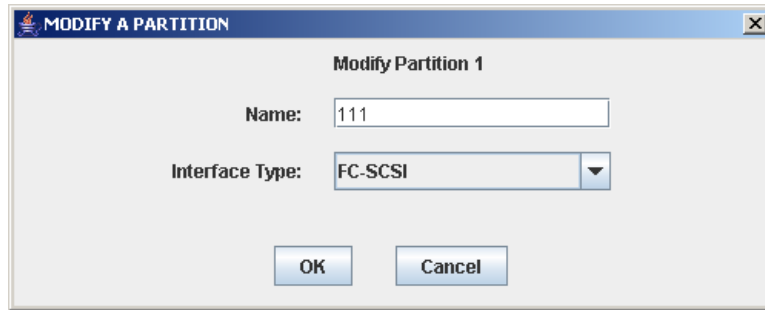 MODIFY A PARTITION
Modify Partition 1
Name: 111
Interface Type: FC-SCSI
OK Cancel